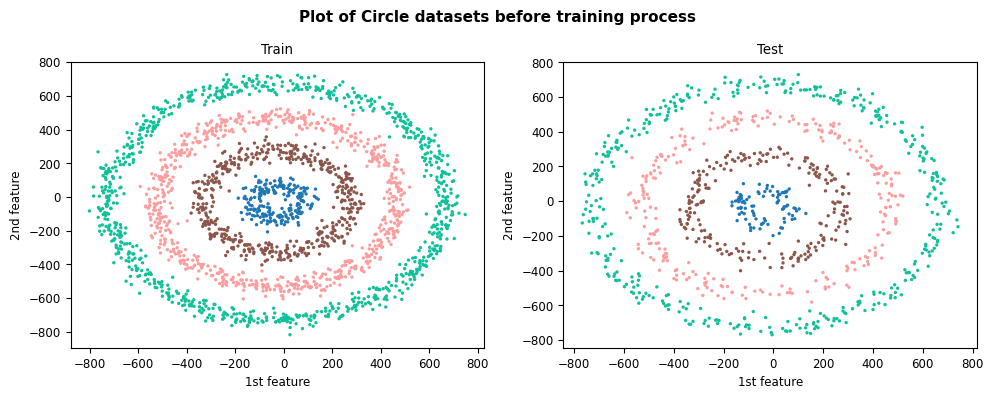 Plot of Circle datasets before training process
Train
800
600
400
200
0
−200
−400
−600
−800
2nd feature
−800 −600 −400 −200 0 200 400 600 800
1st feature
Test
800
600
400
200
0
−200
−400
−600
−800
2nd feature
−800 −600 −400 −200 0 200 400 600 800
1st feature